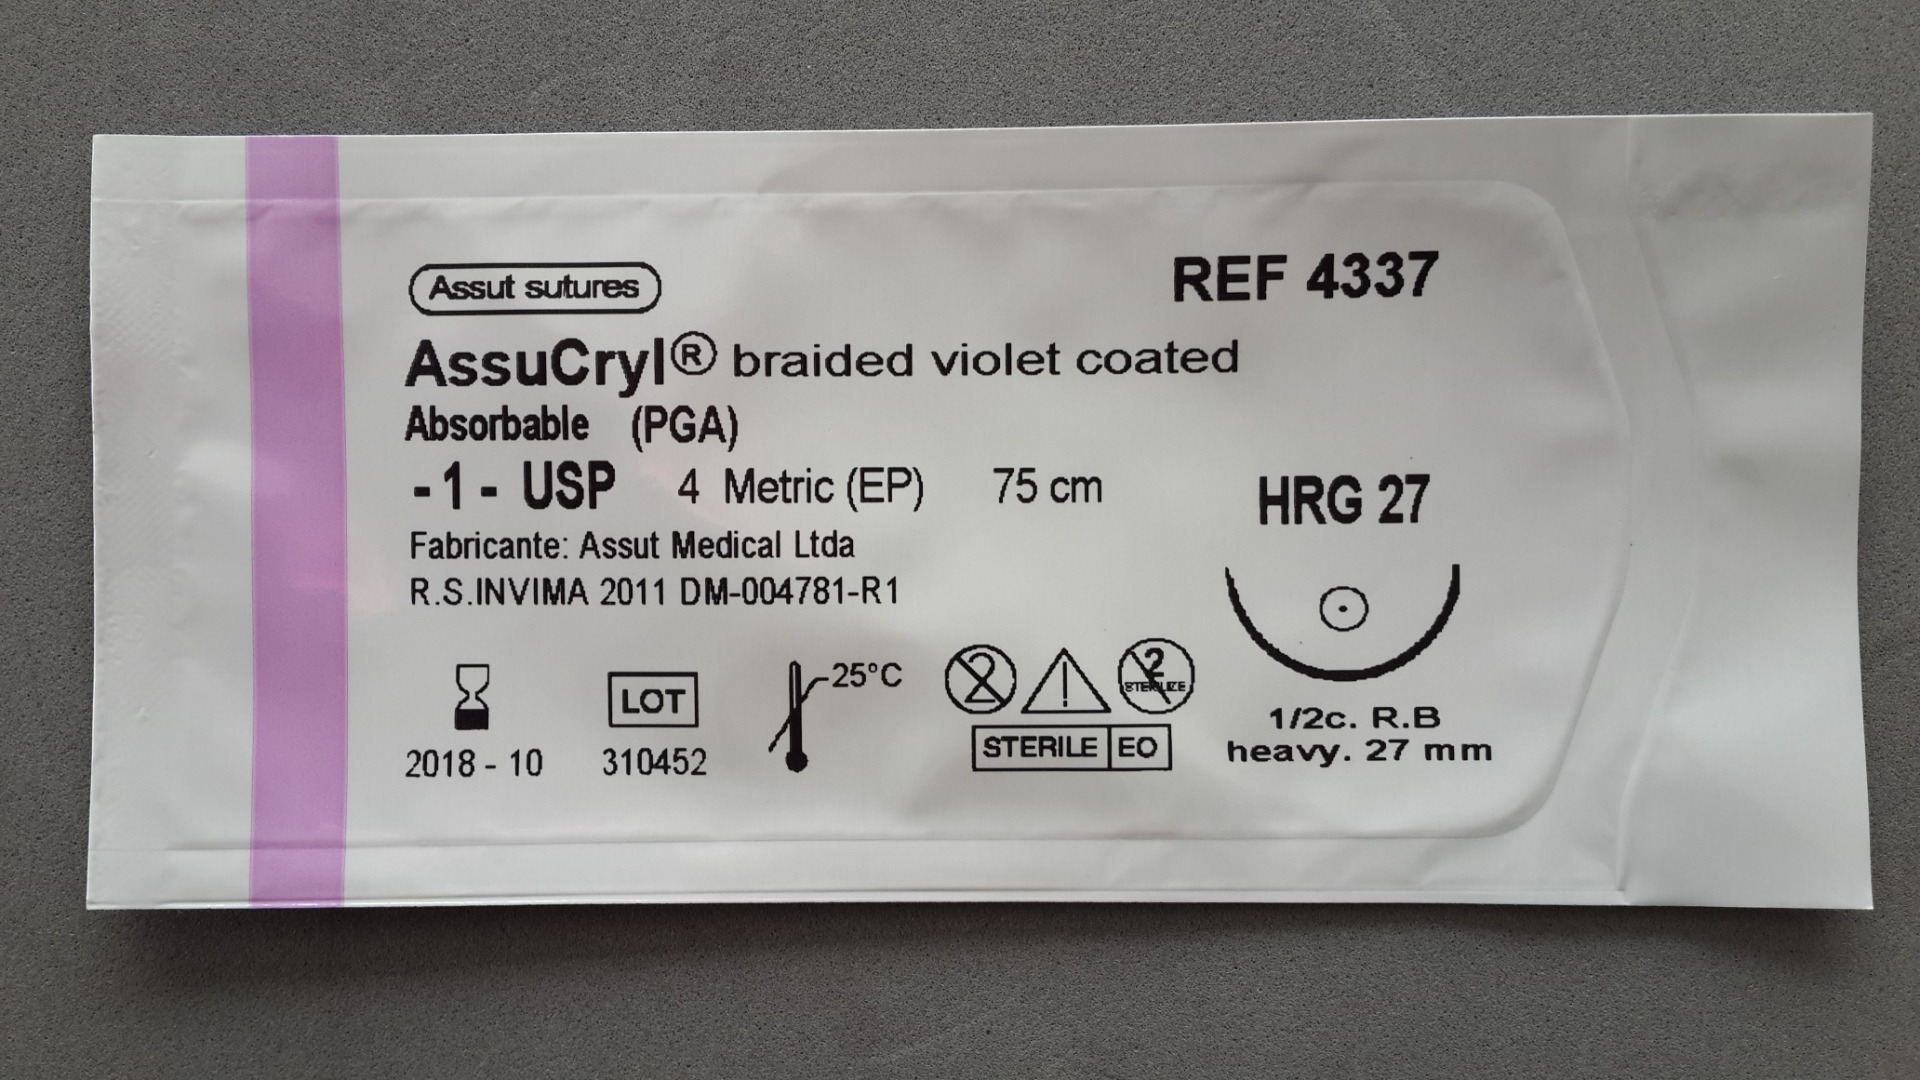 Assut sutures
REF 4337
AssuCryl® braided violet coated
Absorbable (PGA)
-1- USP 4 Metric (EP) 75 cm
HRG 27
Fabricante: Assut Medical Ltda
R.S.INVIMA 2011 DM-004781-R1
25°C
2
2
STERILIZE
LOT
STERILE EO
1/2c. R.B
heavy. 27 mm
2018 - 10
310452